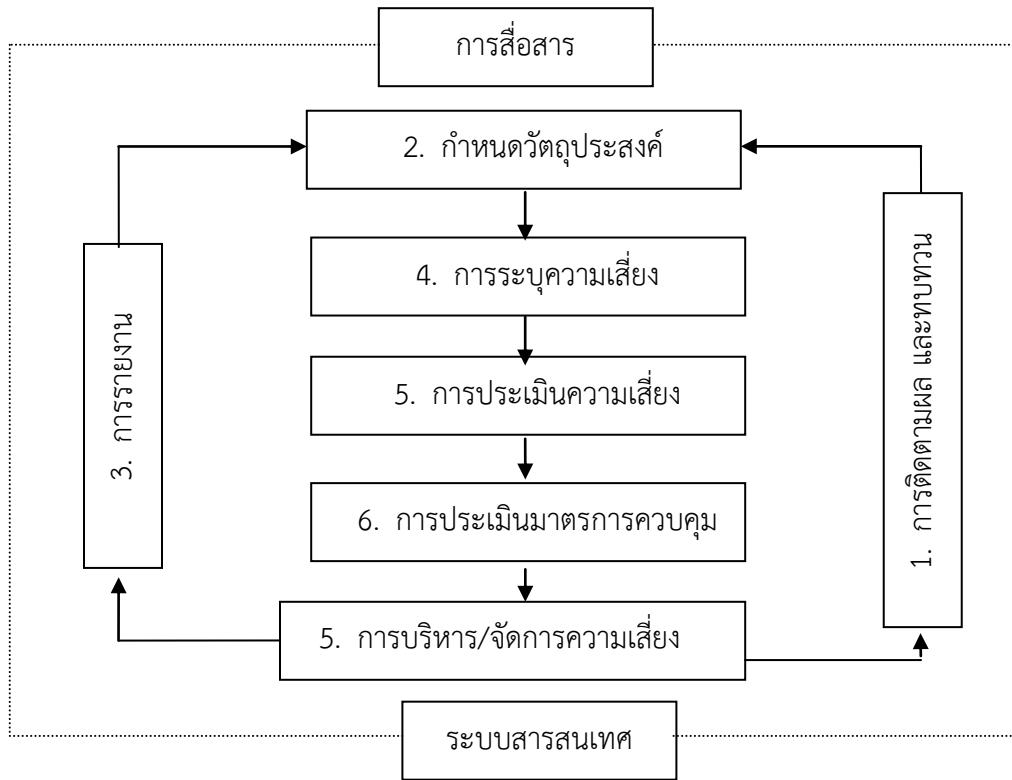 การสื่อสาร
2. กำหนดวัตถุประสงค์
4. การระบุความเสี่ยง
5. การประเมินความเสี่ยง
6. การประเมินมาตรการควบคุม
5. การบริหาร/จัดการความเสี่ยง
3. การรายงาน
1. การติดตามผล และทบทวน
ระบบสารสนเทศ